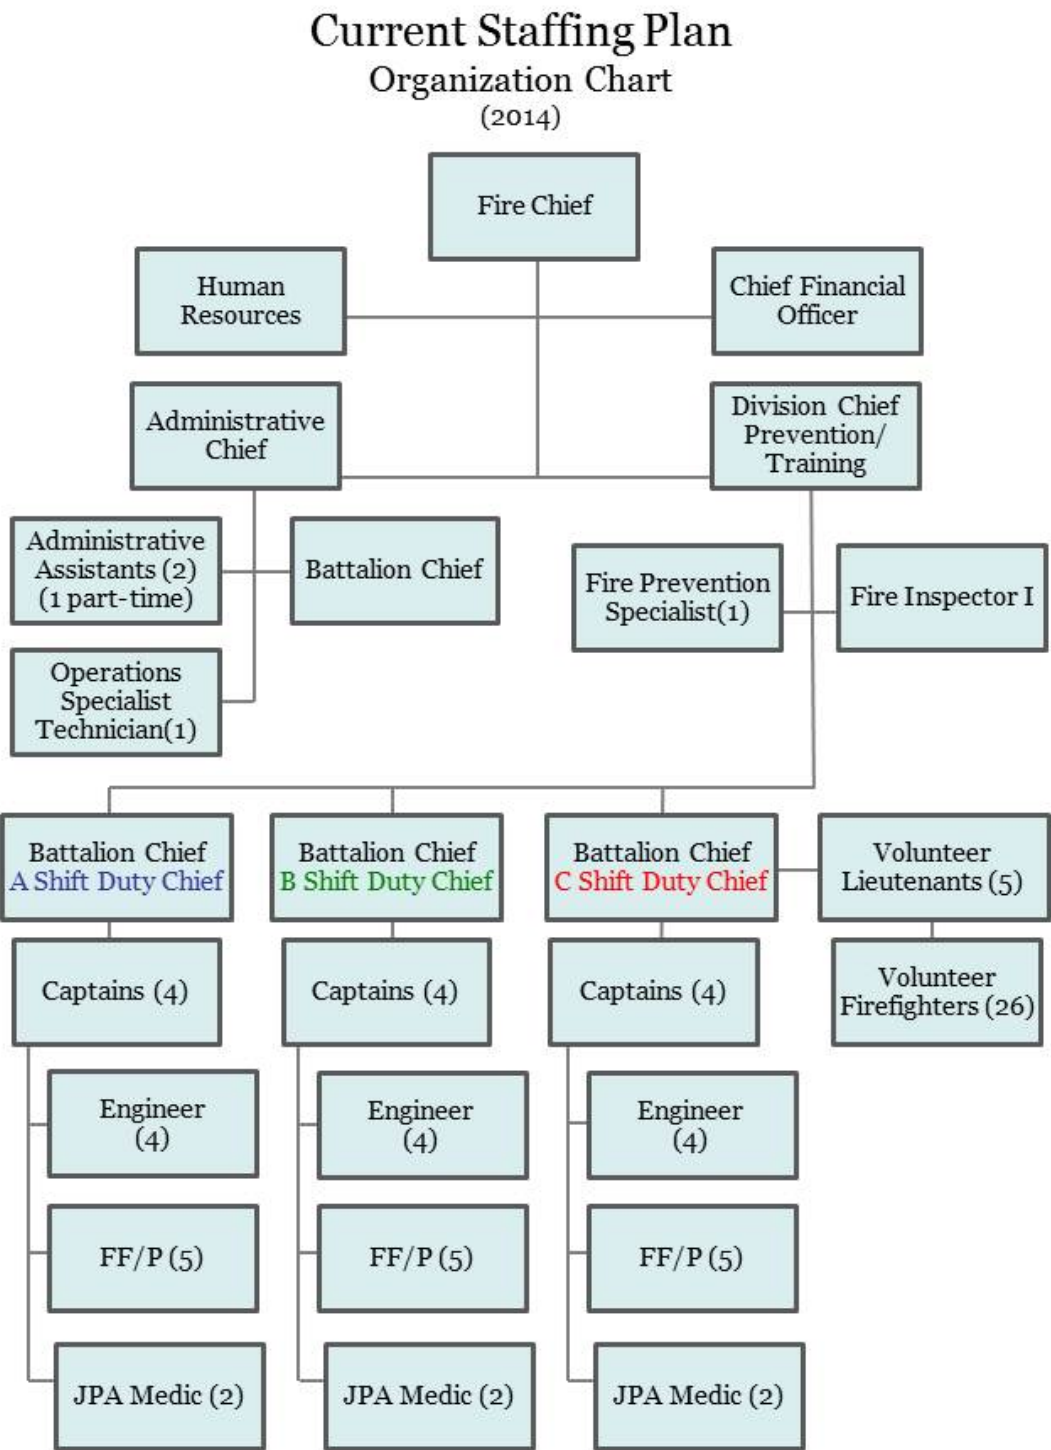 Current Staffing Plan
Organization Chart
(2014)
Fire Chief
Human
Resources
Chief Financial
Officer
Administrative
Chief
Division Chief
Prevention/
Training
Administrative
Assistants (2)
(1 part-time)
Battalion Chief
Fire Prevention
Specialist(1)
Fire Inspector I
Operations
Specialist
Technician(1)
Battalion Chief
A Shift Duty Chief
Battalion Chief
B Shift Duty Chief
Battalion Chief
C Shift Duty Chief
Volunteer
Lieutenants (5)
Captains (4)
Captains (4)
Captains (4)
Volunteer
Firefighters (26)
Engineer
(4)
Engineer
(4)
Engineer
(4)
FF/P (5)
FF/P (5)
FF/P (5)
JPA Medic (2)
JPA Medic (2)
JPA Medic (2)